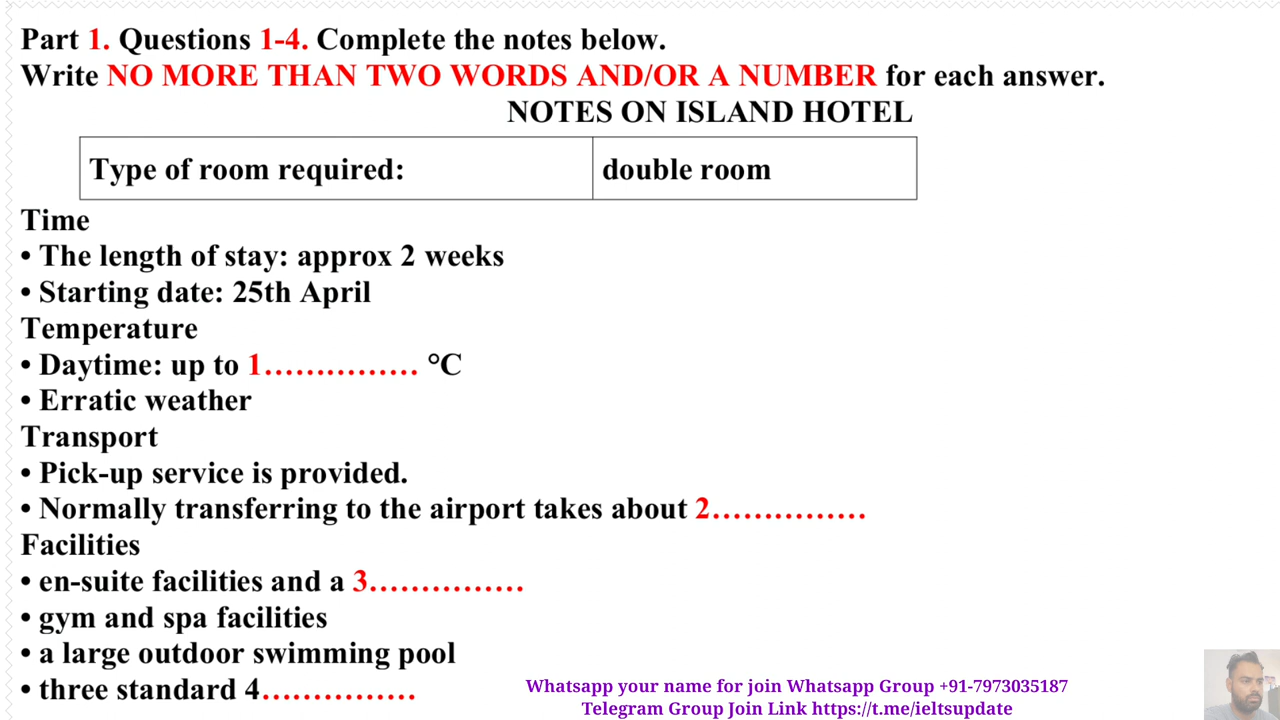 Part 1. Questions 1-4. Complete the notes below.
Write NO MORE THAN TWO WORDS AND/OR A NUMBER for each answer.
NOTES ON ISLAND HOTEL
Type of room required: double room
Time
• The length of stay: approx 2 weeks
• Starting date: 25th April
Temperature
• Daytime: up to 1…………… °C
• Erratic weather
Transport
• Pick-up service is provided.
• Normally transferring to the airport takes about 2……………
Facilities
• en-suite facilities and a 3……………
• gym and spa facilities
• a large outdoor swimming pool
• three standard 4……………
Whatsapp your name for join Whatsapp Group +91-7973035187
Telegram Group Join Link https://t.me/ieltsupdate